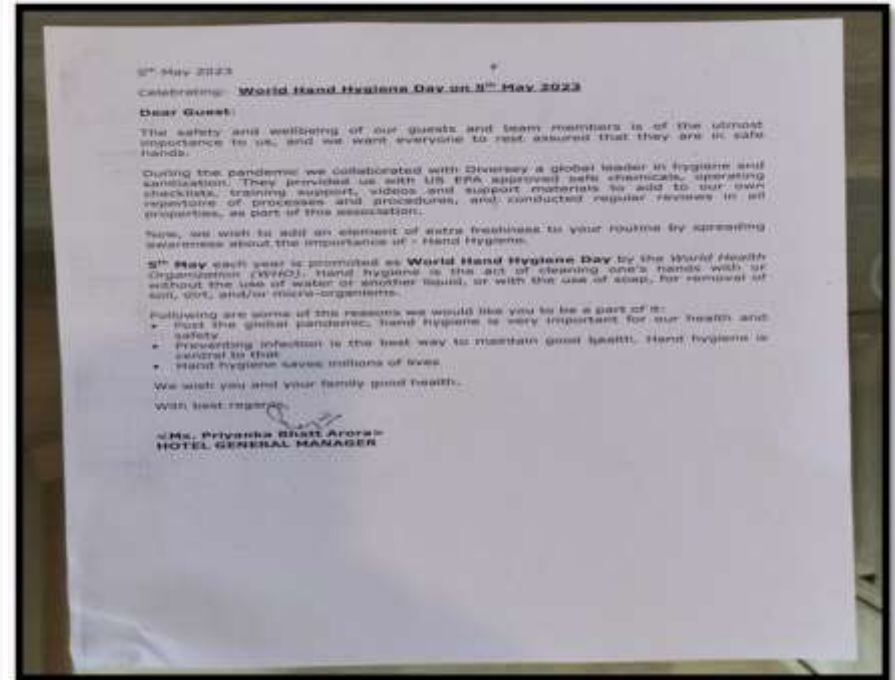 5th May 2023
Celebrating: World Hand Hygiene Day on 5th May 2023
Dear Guest:
The safety and wellbeing of our guests and team members is of the utmost
importance to us, and we want everyone to rest assured that they are in safe
hands.
During the pandemic we collaborated with Diversey a global leader in hygiene and
sanitization. They provided us with US EPA approved safe chemicals, operating
checklists, training support, videos and support materials to add to our own
repertoire of processes and procedures, and conducted regular reviews in all
properties, as part of this association.
Now, we wish to add an element of extra freshness to your routine by spreading
awareness about the importance of - Hand Hygiene.
5th May each year is promoted as World Hand Hygiene Day by the World Health
Organization (WHO). Hand hygiene is the act of cleaning one's hands with or
without the use of water or another liquid, or with the use of soap, for removal of
soil, dirt, and/or micro-organisms.
Following are some of the reasons we would like you to be a part of it:
• Post the global pandemic, hand hygiene is very important for our health and
safety
• Preventing infection is the best way to maintain good health. Hand hygiene is
central to that
• Hand hygiene saves millions of lives
We wish you and your family good health.
With best regards,
<Ms. Priyanka Bhatt Arora>
HOTEL GENERAL MANAGER